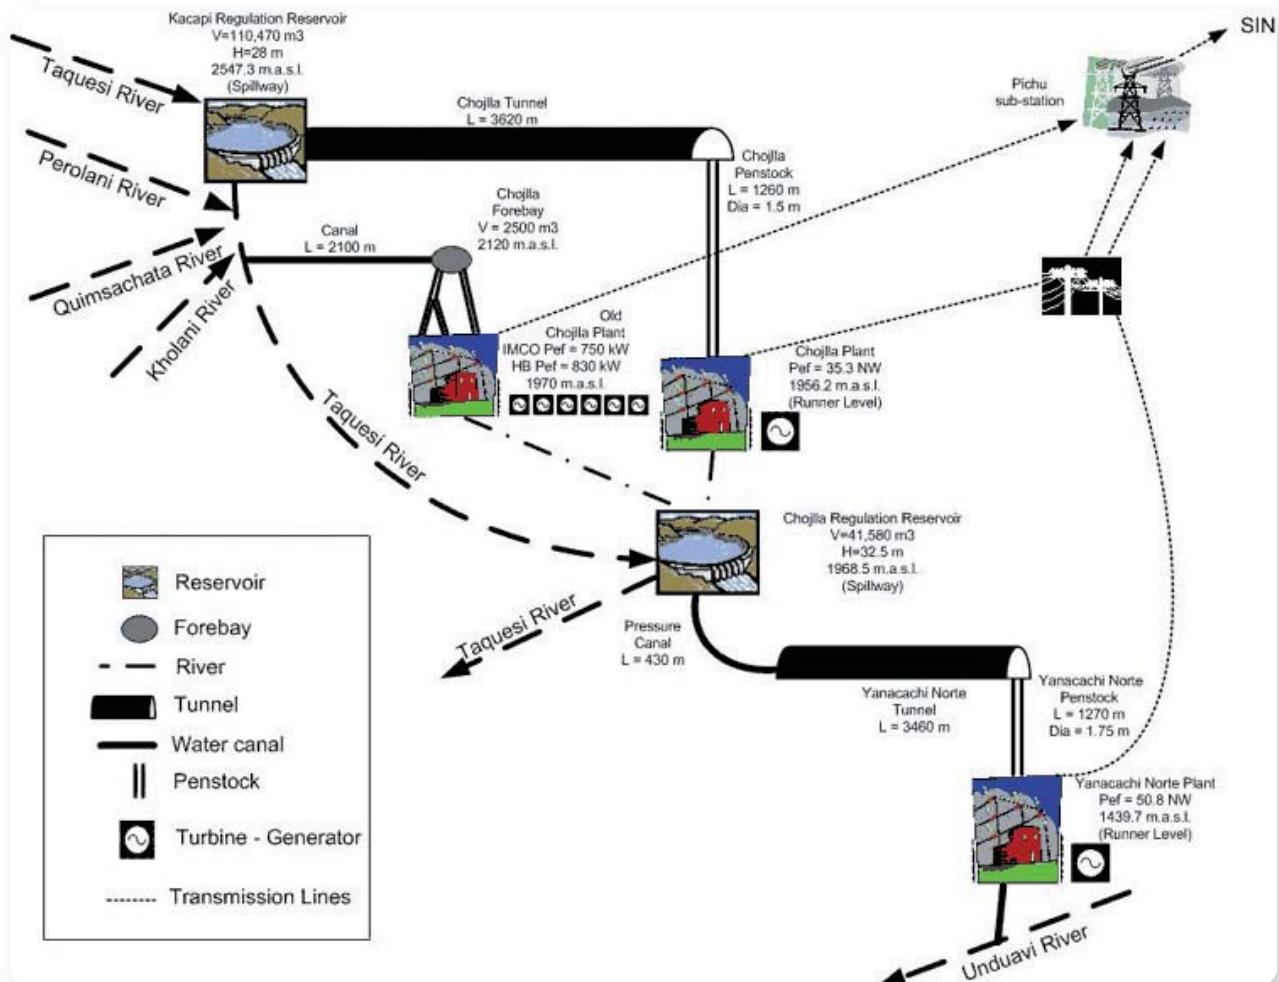 Kacapi Regulation Reservoir
V=110,470 m3
H=28 m
2547.3 m.a.s.l.
(Spillway)
SIN
Pichu
sub-station
Taquesi River
Chojlla Tunnel
L = 3620 m
Chojlla
Penstock
L = 1260 m
Dia = 1.5 m
Perolani River
Chojlla
Forebay
V = 2500 m3
2120 m.a.s.l.
Canal
L = 2100 m
Quimsachata River
Kholani River
Old
Chojlla Plant
IMCO Pef = 750 kW
HB Pef = 830 kW
1970 m.a.s.l.
Chojlla Plant
Pef = 35.3 NW
1956.2 m.a.s.l.
(Runner Level)
Taquesi River
Chojlla Regulation Reservoir
V=41,580 m3
H=32.5 m
1968.5 m.a.s.l.
(Spillway)
Taquesi River
Pressure
Canal
L = 430 m
Yanacachi Norte
Tunnel
L = 3460 m
Yanacachi Norte
Penstock
L = 1270 m
Dia = 1.75 m
Yanacachi Norte Plant
Pef = 50.8 NW
1439.7 m.a.s.l.
(Runner Level)
Unduavi River
Reservoir
Forebay
River
Tunnel
Water canal
Penstock
Turbine - Generator
Transmission Lines